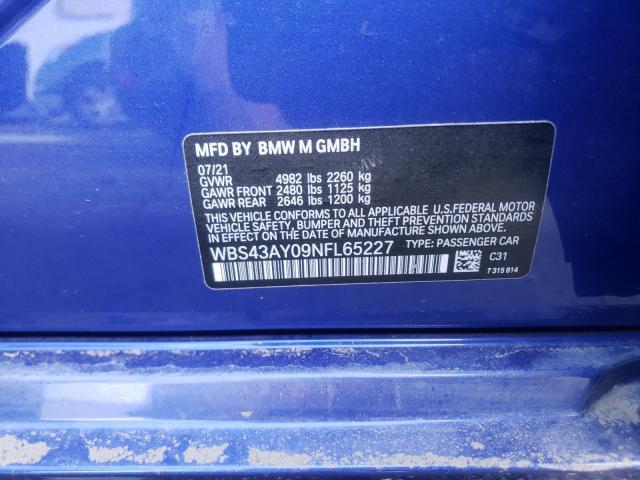 MFD BY BMW M GMBH
07/21
GVWR 4982 lbs 2260 kg
GAWR FRONT 2480 lbs 1125 kg
GAWR REAR 2646 lbs 1200 kg
THIS VEHICLE CONFORMS TO ALL APPLICABLE U.S.FEDERAL MOTOR
VEHICLE SAFETY, BUMPER, AND THEFT PREVENTION STANDARDS
IN EFFECT ON THE DATE OF MANUFACTURE SHOWN ABOVE.
WBS43AY09NFL65227 TYPE: PASSENGER CAR
C31
7 315 814